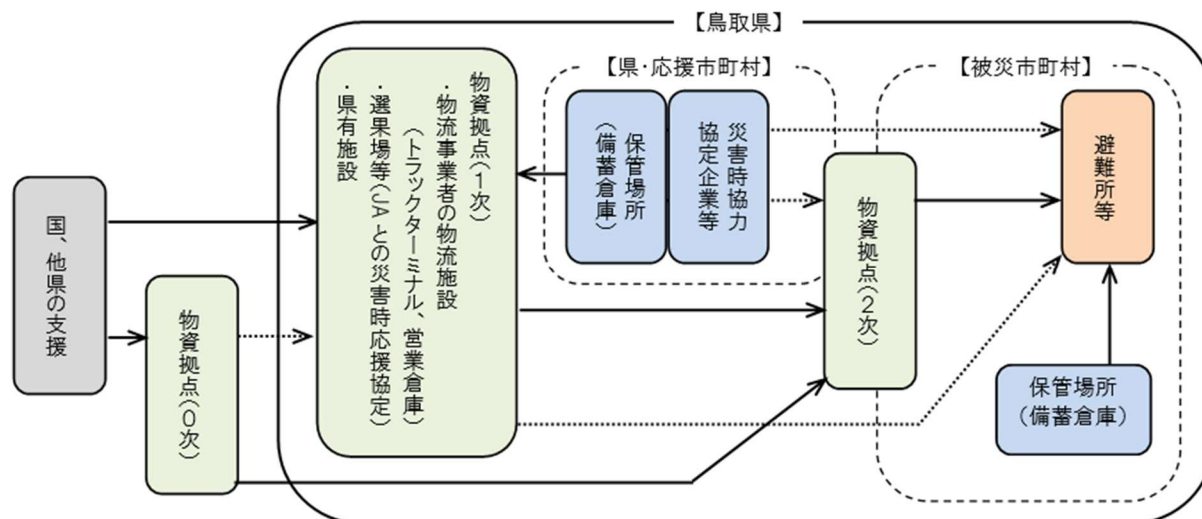 【鳥取県】
【県・応援市町村】
【被災市町村】
国、他県の支援
物資拠点(0次)
物資拠点(1次)
・物流事業者の物流施設
(トラックターミナル、営業倉庫)
・選果場等(JAとの災害時応援協定)
・県有施設
保管場所
(備蓄倉庫)
災害時協力
協定企業等
物資拠点(2次)
避難所等
保管場所
(備蓄倉庫)